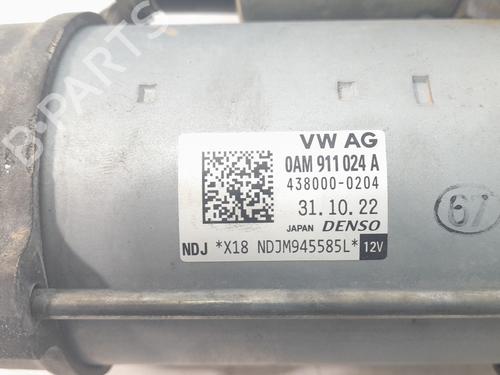 VW AG
0AM 911 024 A
438000-0204
31.10.22
JAPAN DENSO
NDJ *X18 NDJM945585L* 12V
67
B-PARTS